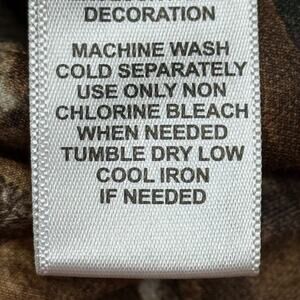 DECORATION
MACHINE WASH
COLD SEPARATELY
USE ONLY NON
CHLORINE BLEACH
WHEN NEEDED
TUMBLE DRY LOW
COOL IRON
IF NEEDED